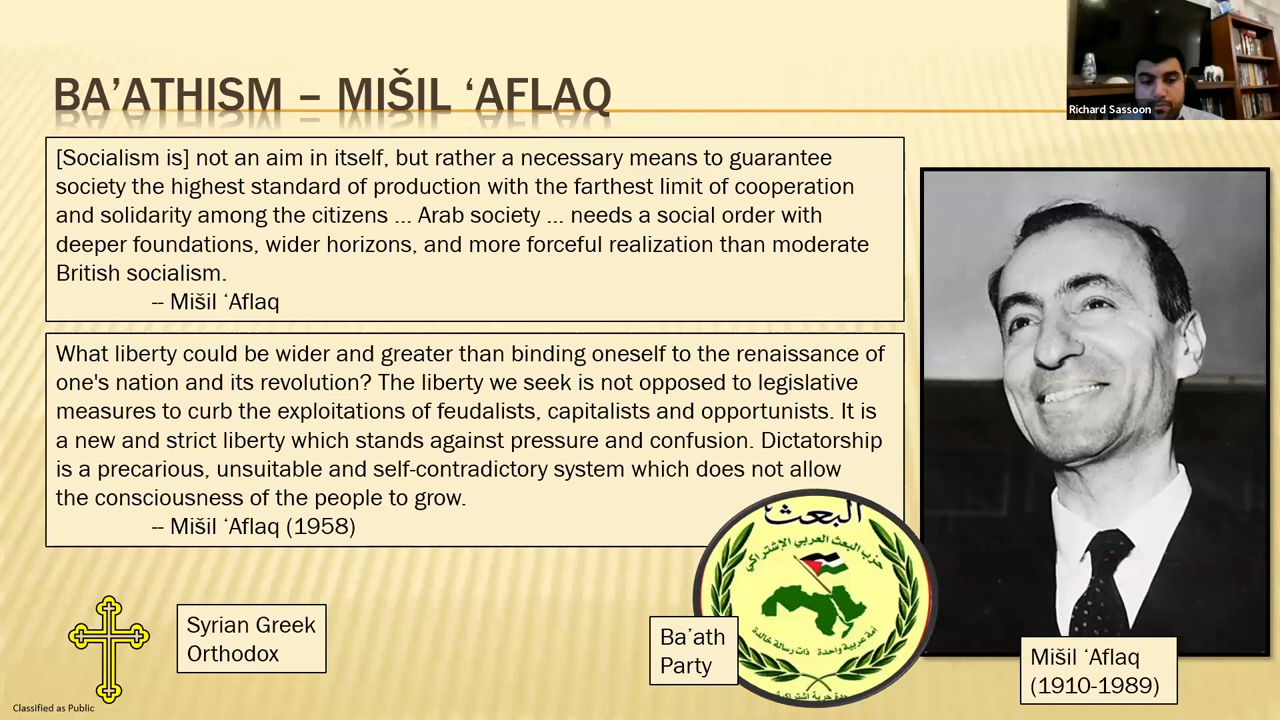 Richard Sassoon
BA’ATHISM – MIŠIL ‘AFLAQ
[Socialism is] not an aim in itself, but rather a necessary means to guarantee
society the highest standard of production with the farthest limit of cooperation
and solidarity among the citizens ... Arab society ... needs a social order with
deeper foundations, wider horizons, and more forceful realization than moderate
British socialism.
-- Mišil ‘Aflaq
What liberty could be wider and greater than binding oneself to the renaissance of
one's nation and its revolution? The liberty we seek is not opposed to legislative
measures to curb the exploitations of feudalists, capitalists and opportunists. It is
a new and strict liberty which stands against pressure and confusion. Dictatorship
is a precarious, unsuitable and self-contradictory system which does not allow
the consciousness of the people to grow.
-- Mišil ‘Aflaq (1958)
البعث
حزب البعث العربي الإشتراكي
أمة عربية واحدة ذات رسالة خالدة
حرية
Syrian Greek
Orthodox
Ba’ath
Party
Mišil ‘Aflaq
(1910-1989)
Classified as Public